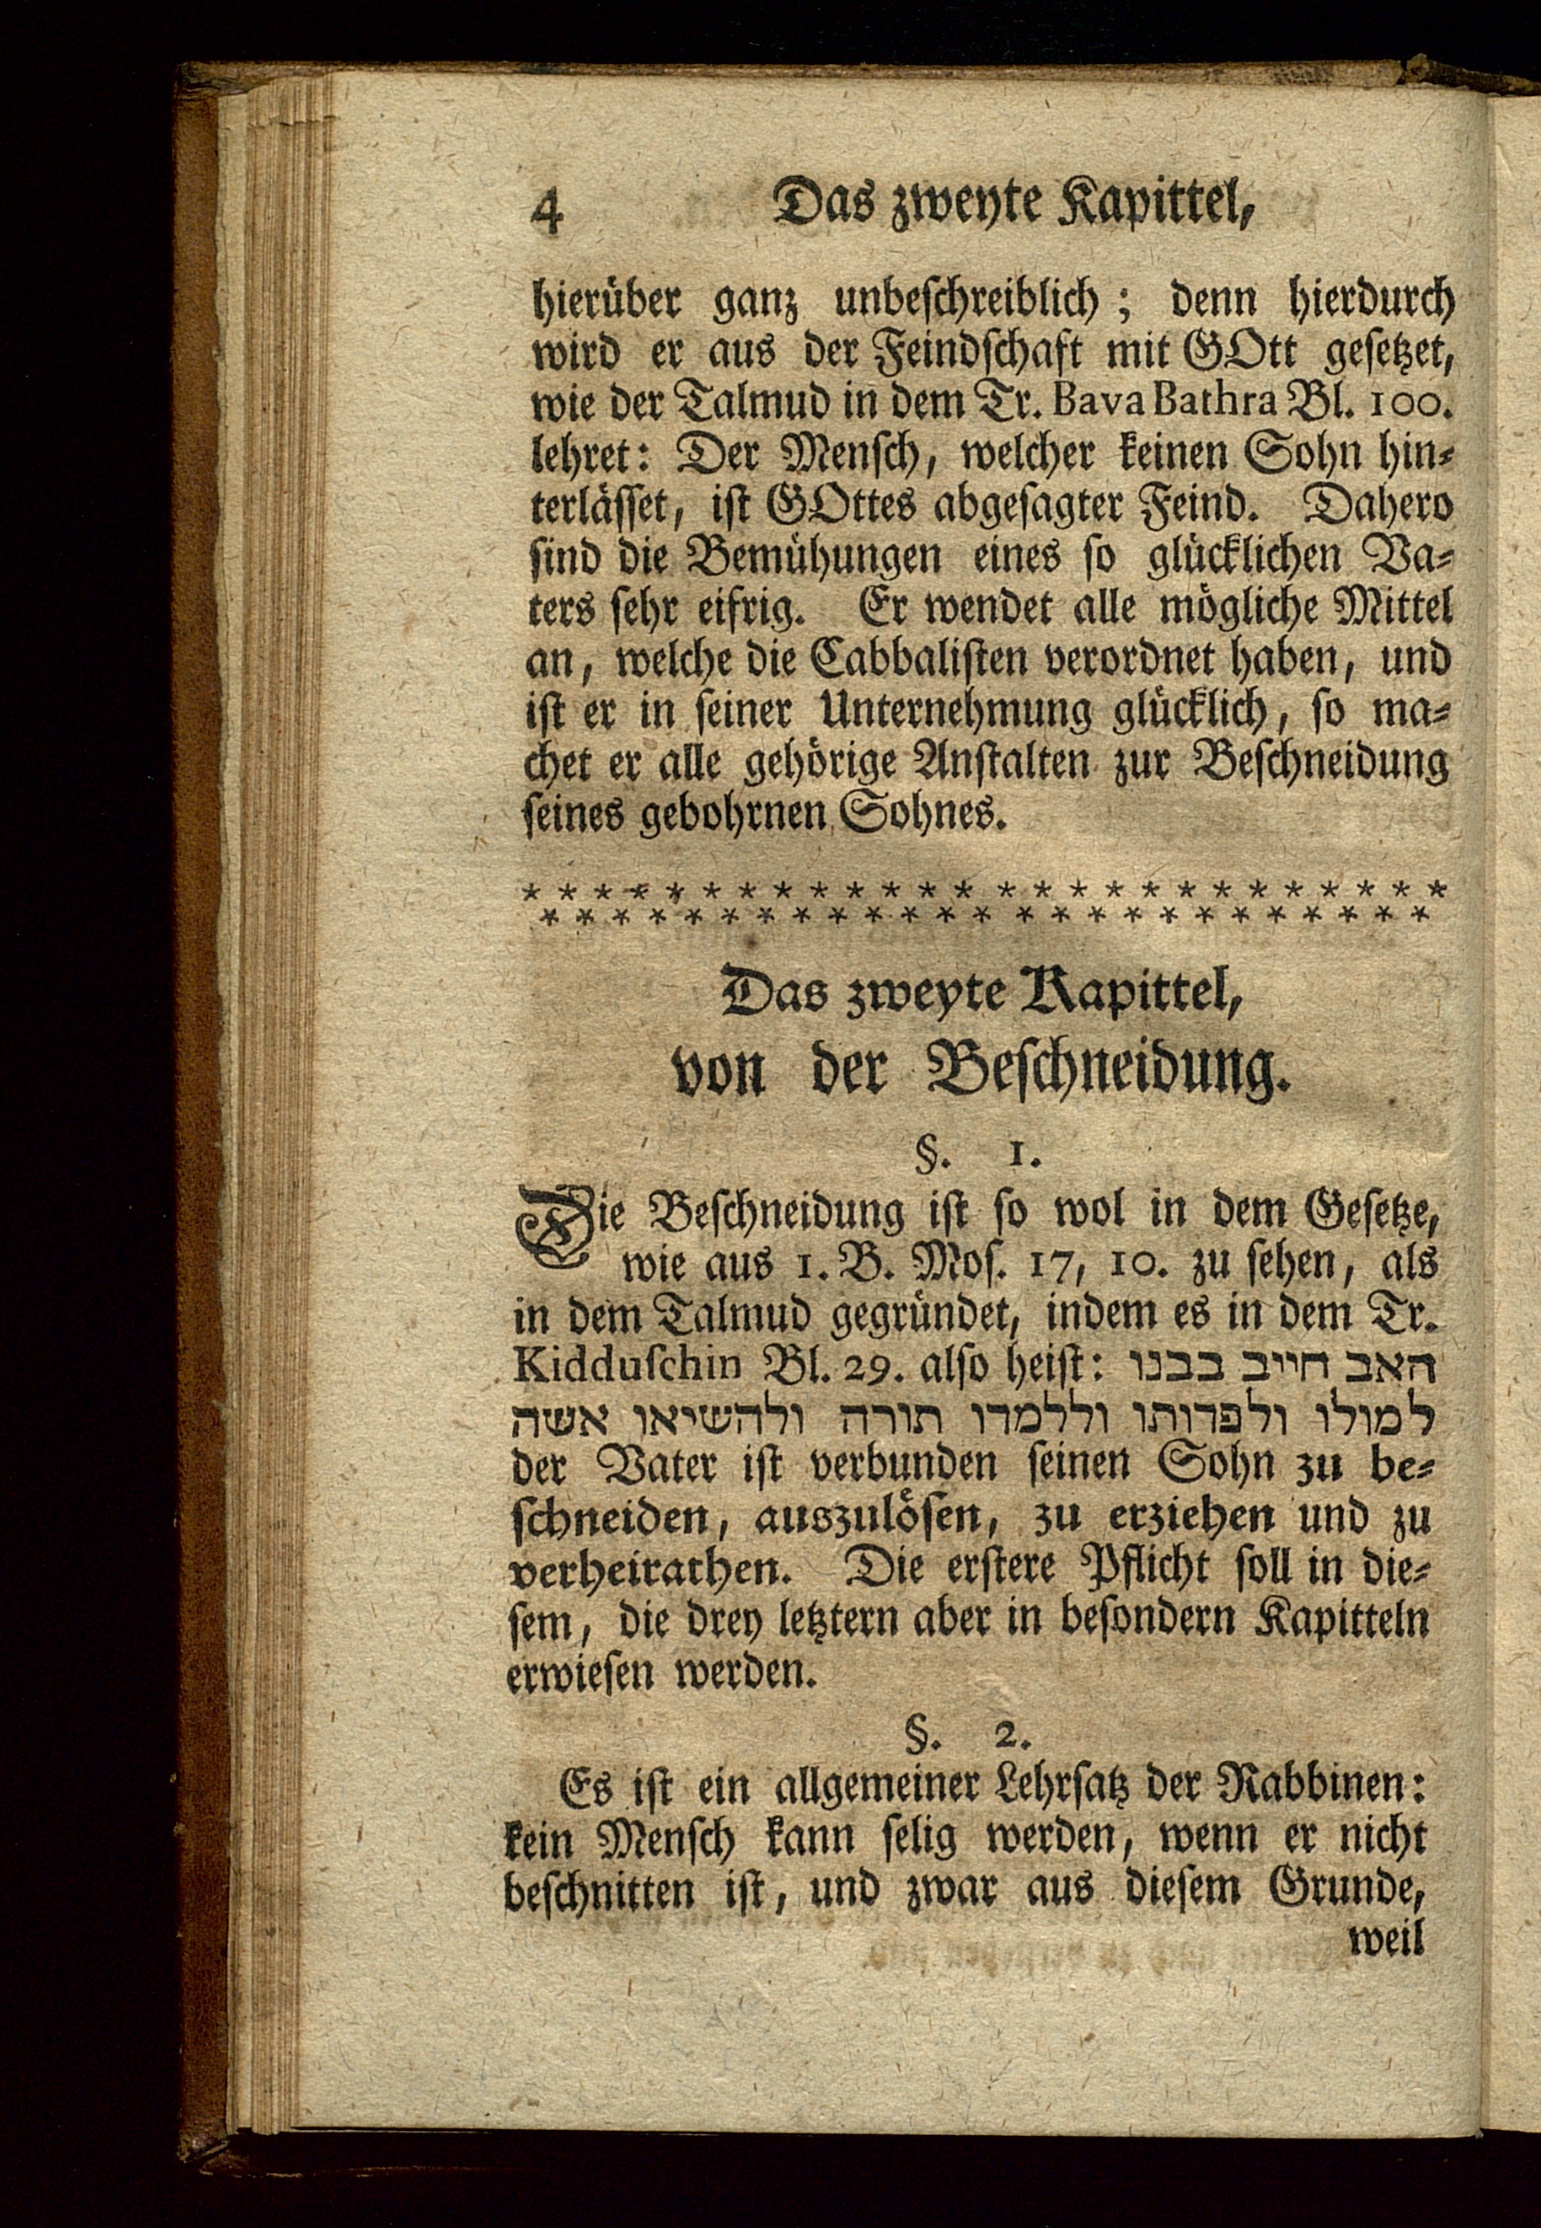 4 Das zweyte Kapittel,
hierüber ganz unbeschreiblich; denn hierdurch
wird er aus der Feindschaft mit GOtt gesetzet,
wie der Talmud in dem Tr. Bava Bathra Bl. 100.
lehret: Der Mensch, welcher keinen Sohn hin-
terlässet, ist GOttes abgesagter Feind. Dahero
sind die Bemühungen eines so glücklichen Va-
ters sehr eifrig. Er wendet alle mögliche Mittel
an, welche die Cabbalisten verordnet haben, und
ist er in seiner Unternehmung glücklich, so ma-
chet er alle gehörige Anstalten zur Beschneidung
seines gebohrnen Sohnes.
* * * * * * * * * * * * * * * * * * * * * * * * * *
* * * * * * * * * * * * * * * * * * * * * * * * *
Das zweyte Kapittel,
von der Beschneidung.
§. 1.
Die Beschneidung ist so wol in dem Gesetze,
wie aus 1. B. Mos. 17, 10. zu sehen, als
in dem Talmud gegründet, indem es in dem Tr.
Kidduschin Bl. 29. also heist: האב חייב בבנו
למולו ולפדותו וללמדו תורה ולהשיאו אשה
der Vater ist verbunden seinen Sohn zu be-
schneiden, auszulösen, zu erziehen und zu
verheirathen. Die erstere Pflicht soll in die-
sem, die drey letztern aber in besondern Kapitteln
erwiesen werden.
§. 2.
Es ist ein allgemeiner Lehrsatz der Rabbinen:
kein Mensch kann selig werden, wenn er nicht
beschnitten ist, und zwar aus diesem Grunde,
weil